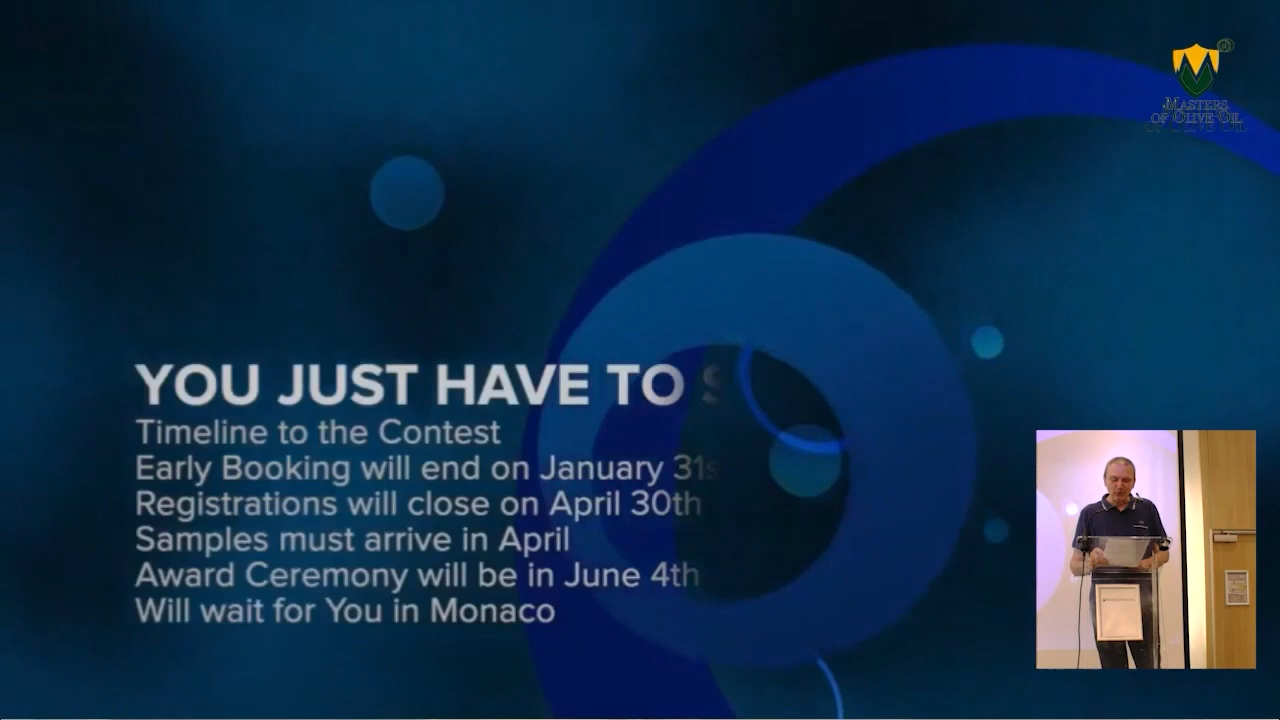 ®
MASTERS
OF OLIVE OIL
YOU JUST HAVE TO S
Timeline to the Contest
Early Booking will end on January 31s
Registrations will close on April 30th
Samples must arrive in April
Award Ceremony will be in June 4th
Will wait for You in Monaco